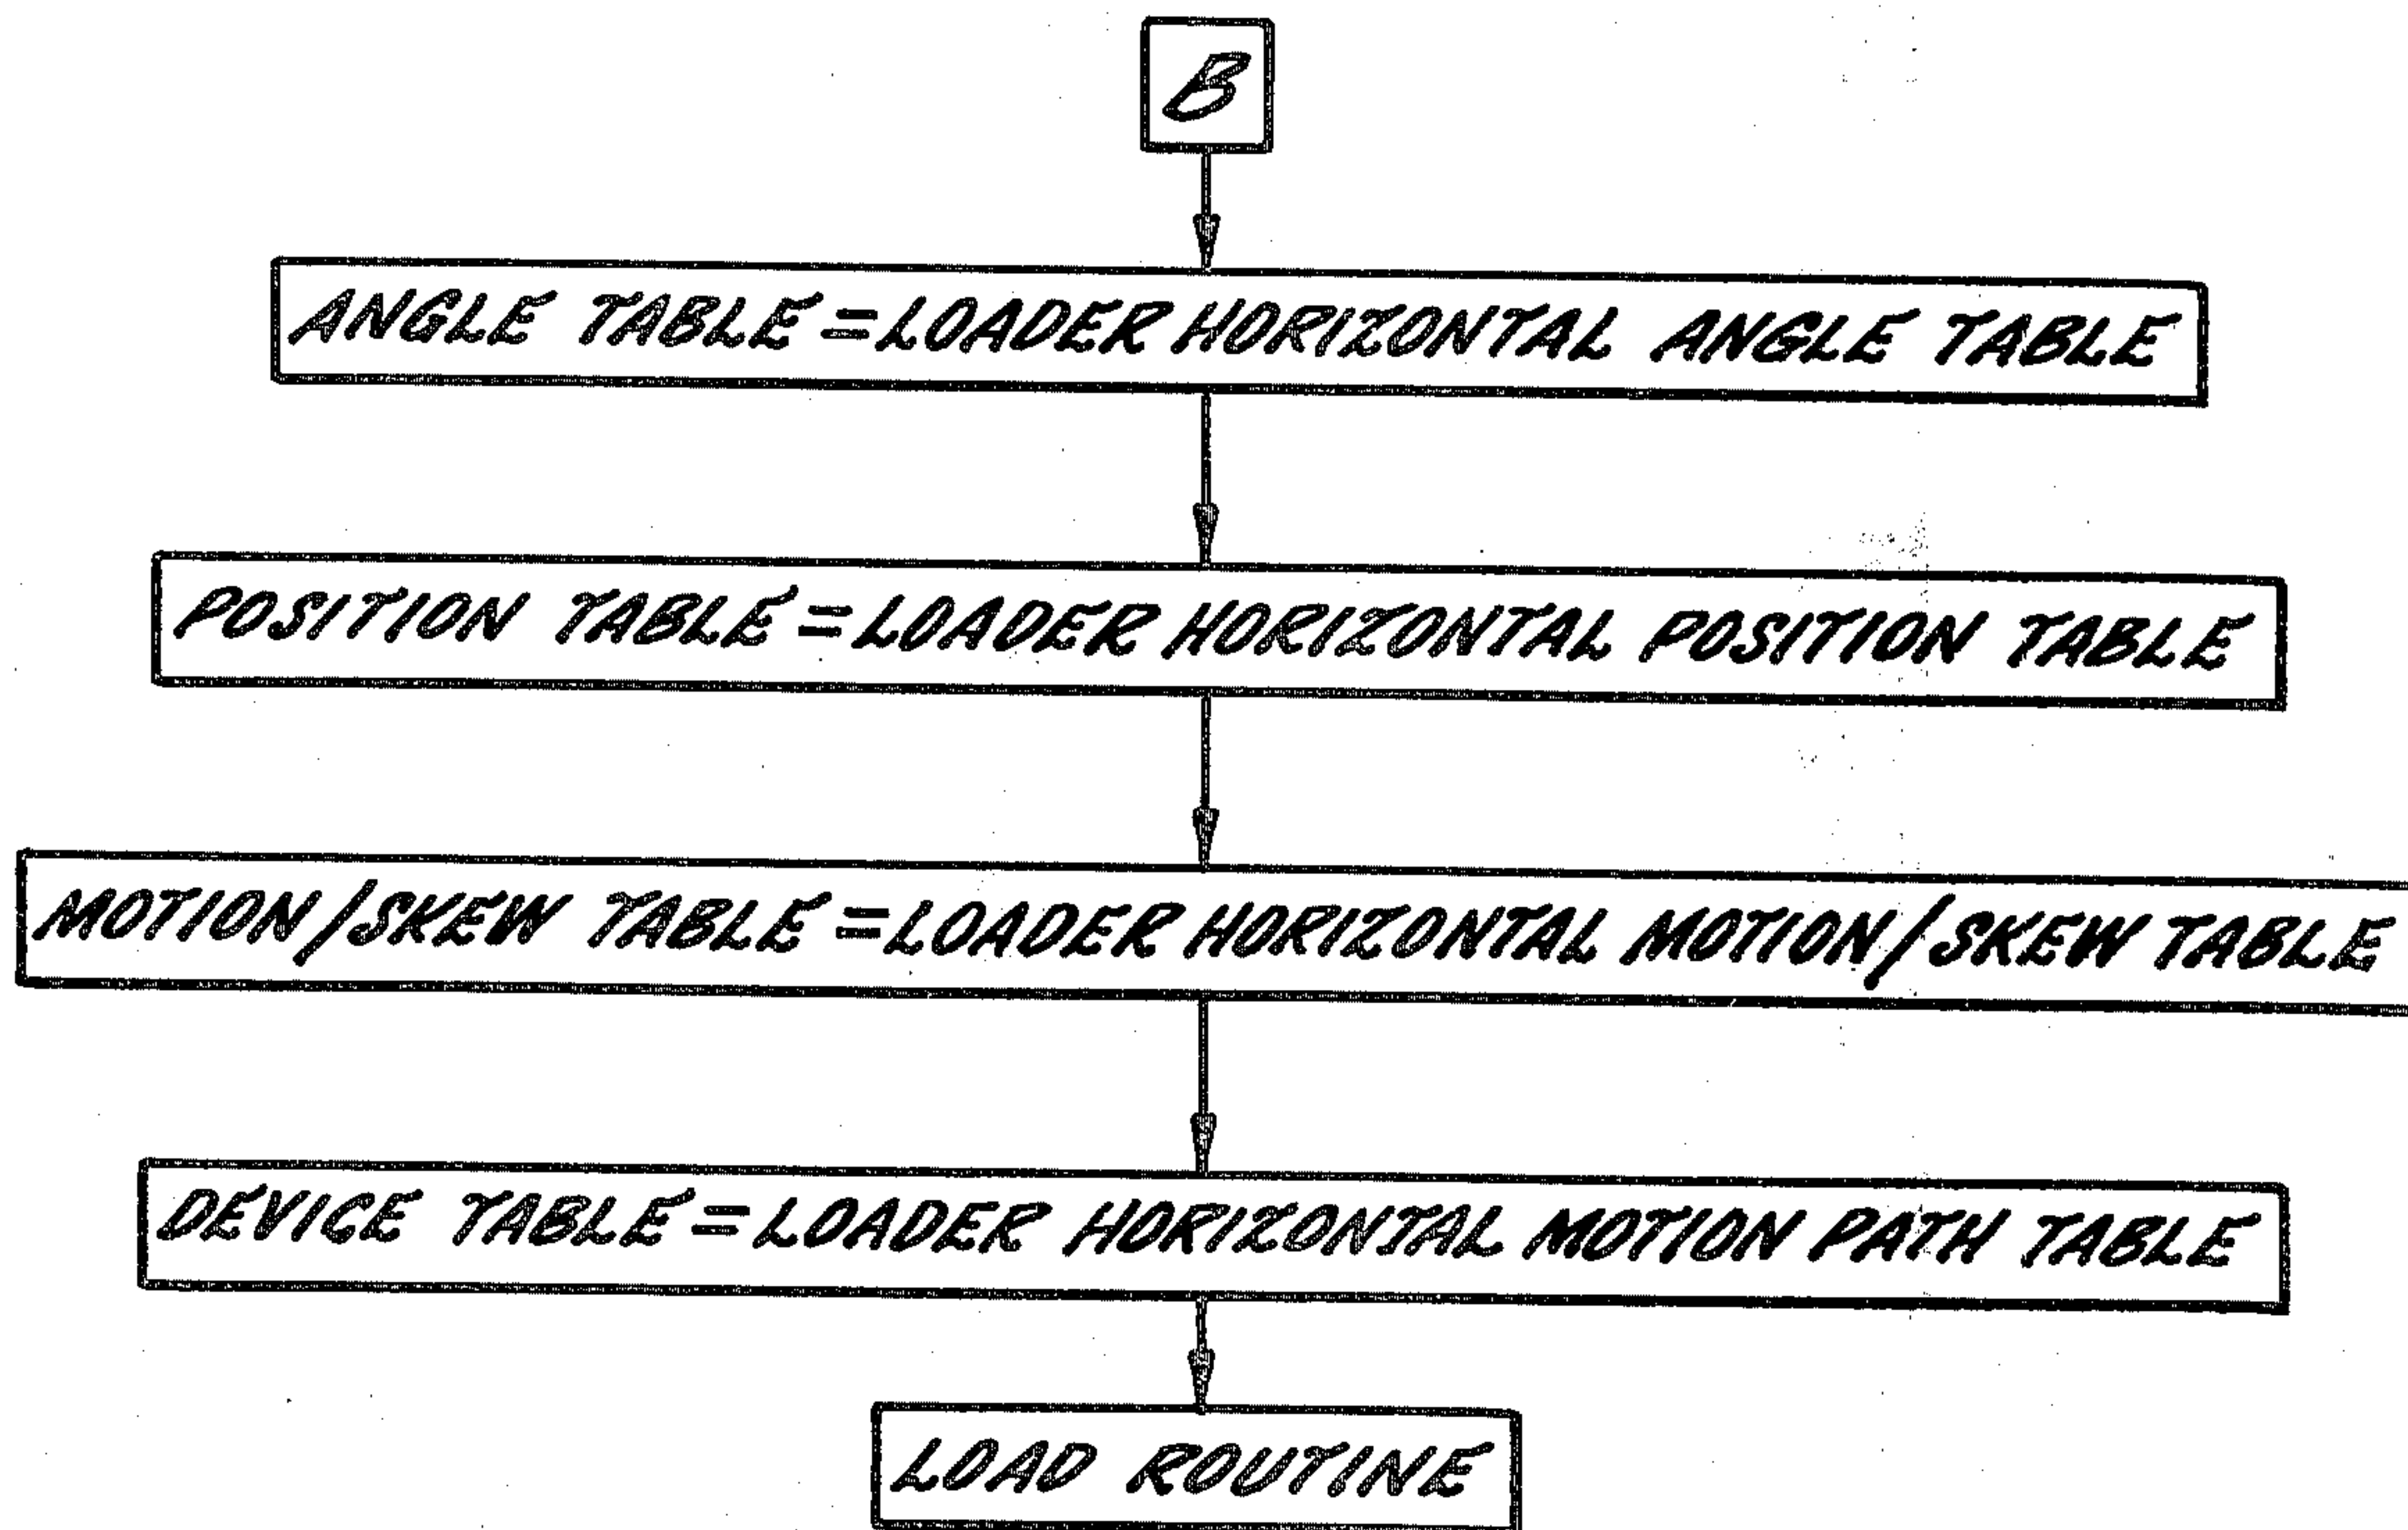 B
ANGLE TABLE = LOADER HORIZONTAL ANGLE TABLE
POSITION TABLE = LOADER HORIZONTAL POSITION TABLE
MOTION/SKEW TABLE = LOADER HORIZONTAL MOTION/SKEW TABLE
DEVICE TABLE = LOADER HORIZONTAL MOTION PATH TABLE
LOAD ROUTINE